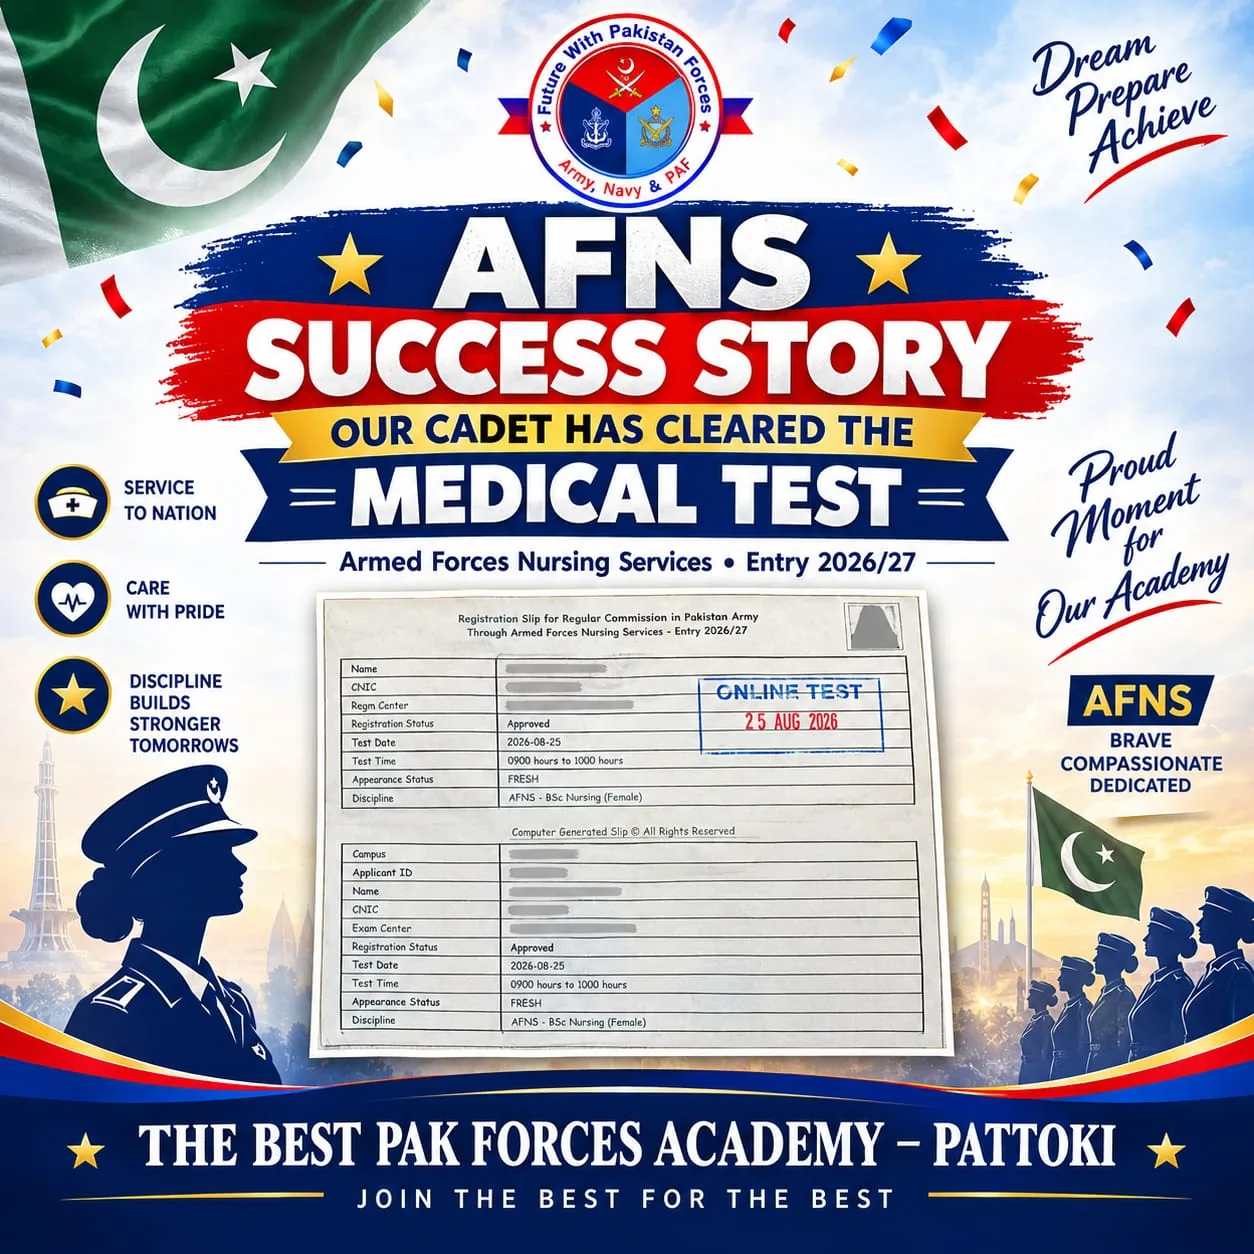 Future With Pakistan Forces
Army, Navy & PAF
Dream
Prepare
Achieve
AFNS
SUCCESS STORY
OUR CADET HAS CLEARED THE
MEDICAL TEST
Armed Forces Nursing Services • Entry 2026/27
SERVICE
TO NATION
CARE
WITH PRIDE
DISCIPLINE
BUILDS
STRONGER
TOMORROWS
Proud
Moment
for
Our Academy
AFNS
BRAVE
COMPASSIONATE
DEDICATED
Registration Slip for Regular Commission in Pakistan Army
Through Armed Forces Nursing Services - Entry 2026/27
Name
CNIC
Regm Center
Registration Status Approved
Test Date 2026-08-25
Test Time 0900 hours to 1000 hours
Appearance Status FRESH
Discipline AFNS - BSc Nursing (Female)
ONLINE TEST
25 AUG 2026
Computer Generated Slip © All Rights Reserved
Campus
Applicant ID
Name
CNIC
Exam Center
Registration Status Approved
Test Date 2026-08-25
Test Time 0900 hours to 1000 hours
Appearance Status FRESH
Discipline AFNS - BSc Nursing (Female)
THE BEST PAK FORCES ACADEMY – PATTOKI
JOIN THE BEST FOR THE BEST